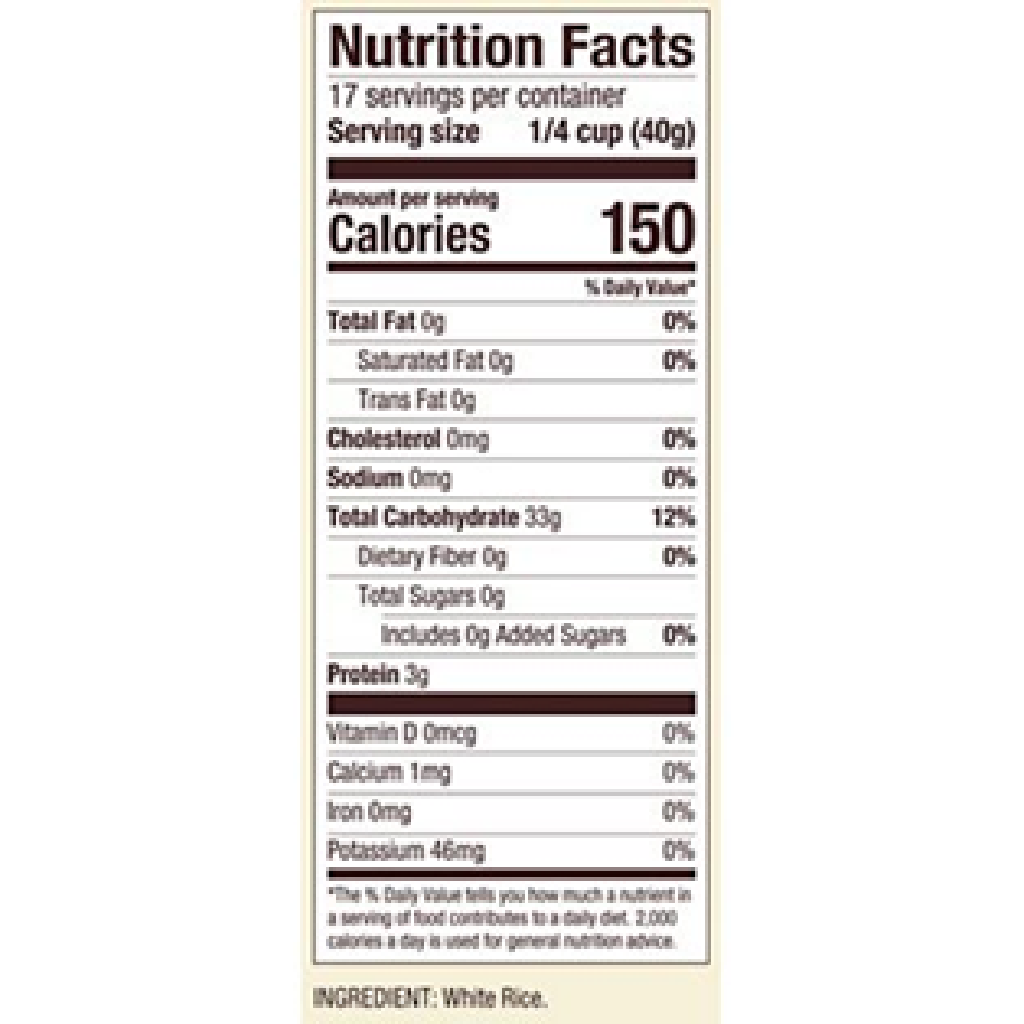 Nutrition Facts
17 servings per container
Serving size 1/4 cup (40g)
Amount per serving
Calories 150
% Daily Value*
Total Fat 0g 0%
Saturated Fat 0g 0%
Trans Fat 0g
Cholesterol 0mg 0%
Sodium 0mg 0%
Total Carbohydrate 33g 12%
Dietary Fiber 0g 0%
Total Sugars 0g
Includes 0g Added Sugars 0%
Protein 3g
Vitamin D 0mcg 0%
Calcium 1mg 0%
Iron 0mg 0%
Potassium 46mg 0%
*The % Daily Value tells you how much a nutrient in
a serving of food contributes to a daily diet. 2,000
calories a day is used for general nutrition advice.
INGREDIENT: White Rice.